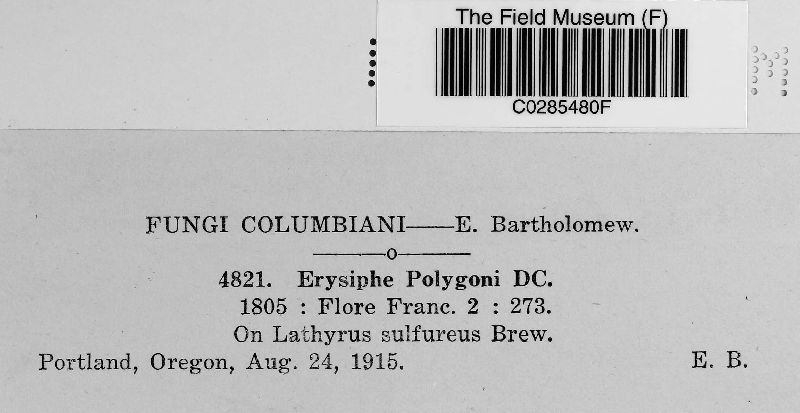 The Field Museum (F)
C0285480F
FUNGI COLUMBIANI——E. Bartholomew.
4821. Erysiphe Polygoni DC.
1805 : Flore Franc. 2 : 273.
On Lathyrus sulfureus Brew.
Portland, Oregon, Aug. 24, 1915. E. B.